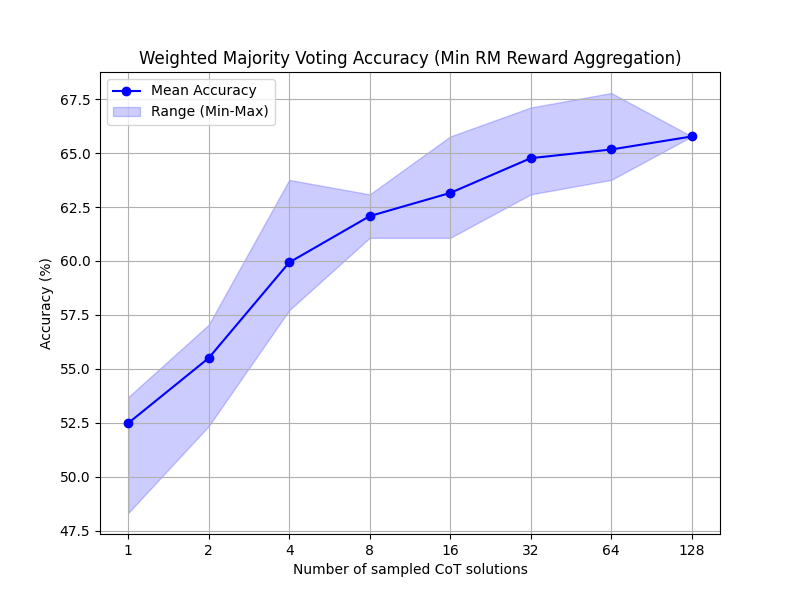 Weighted Majority Voting Accuracy (Min RM Reward Aggregation)
Mean Accuracy
Range (Min-Max)
67.5
65.0
62.5
60.0
57.5
55.0
52.5
50.0
47.5
Accuracy (%)
1 2 4 8 16 32 64 128
Number of sampled CoT solutions